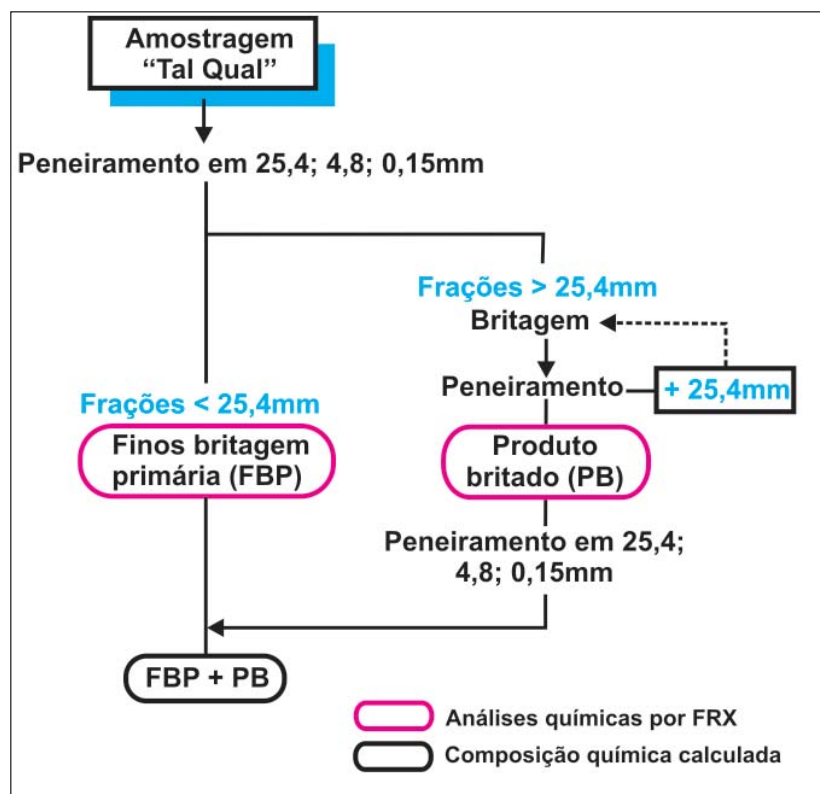 Amostragem
“Tal Qual”
Peneiramento em 25,4; 4,8; 0,15mm
Frações > 25,4mm
Britagem
Peneiramento
+ 25,4mm
Frações < 25,4mm
Finos britagem
primária (FBP)
Produto
britado (PB)
Peneiramento em 25,4;
4,8; 0,15mm
FBP + PB
Análises químicas por FRX
Composição química calculada